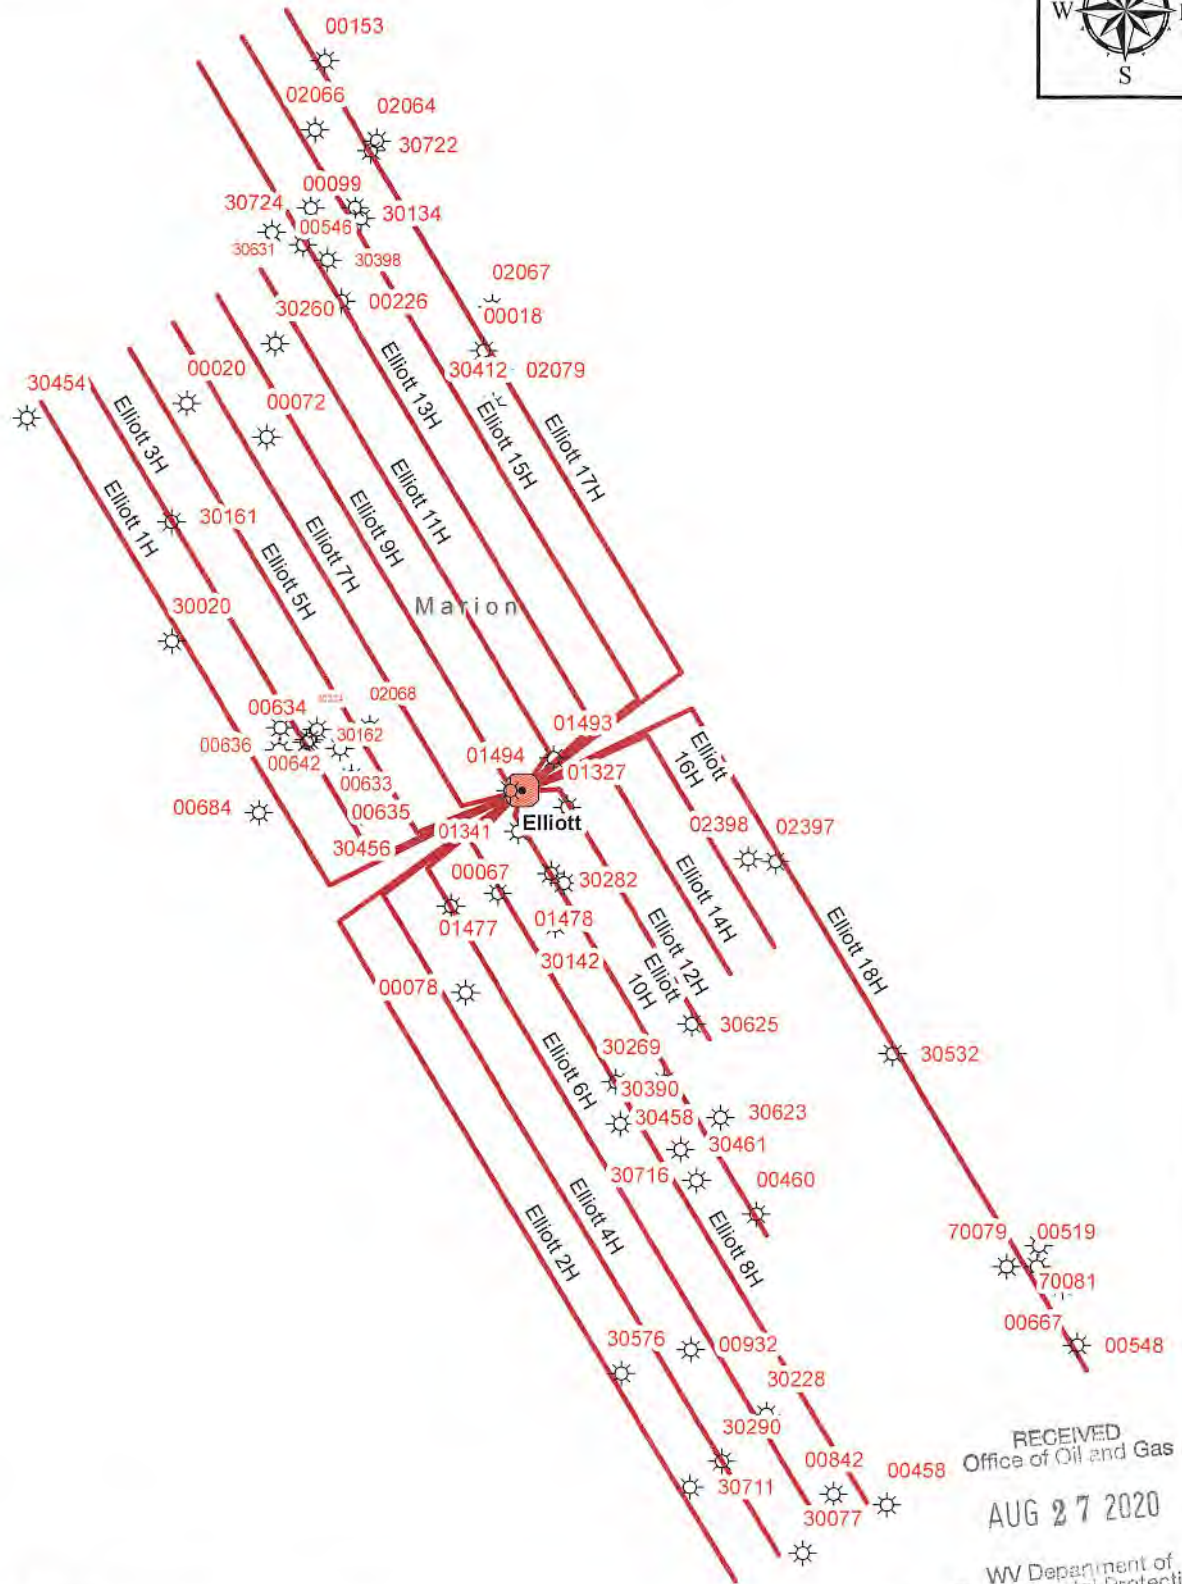 00153
W
S
02066
02064
30722
00099
30724
00546
30134
30631
30398
02067
30260
00226
00018
30412
02079
30454
00020
00072
Elliott 3H
Elliott 13H
Elliott 15H
Elliott 17H
Elliott 1H
30161
Elliott 11H
Elliott 9H
Elliott 7H
Elliott 5H
Marion
30020
02068
00634
30162
00636
00642
00633
01493
01494
01327
Elliott
16H
00684
00635
30456
01341
Elliott
02398
02397
00067
30282
01477
01478
30142
Elliott 14H
Elliott 12H
Elliott
10H
Elliott 18H
00078
30625
30532
30269
Elliott 6H
30390
30458
30623
30461
30716
00460
Elliott 4H
Elliott 2H
Elliott 8H
70079
00519
70081
00667
00548
30576
00932
30228
30290
00842
00458
30711
30077
RECEIVED
Office of Oil and Gas
AUG 27 2020
WV Department of